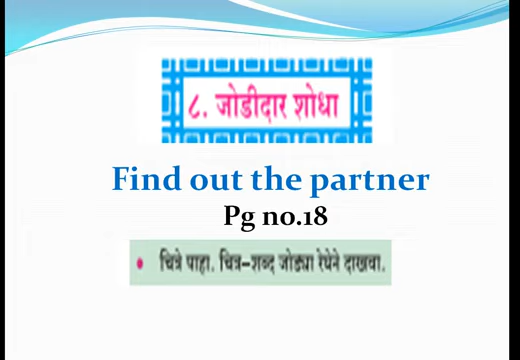 ८. जोडीदार शोधा
Find out the partner
Pg no.18
• चित्रे पाहा. चित्र-शब्द जोड्या रेघेने दाखवा.